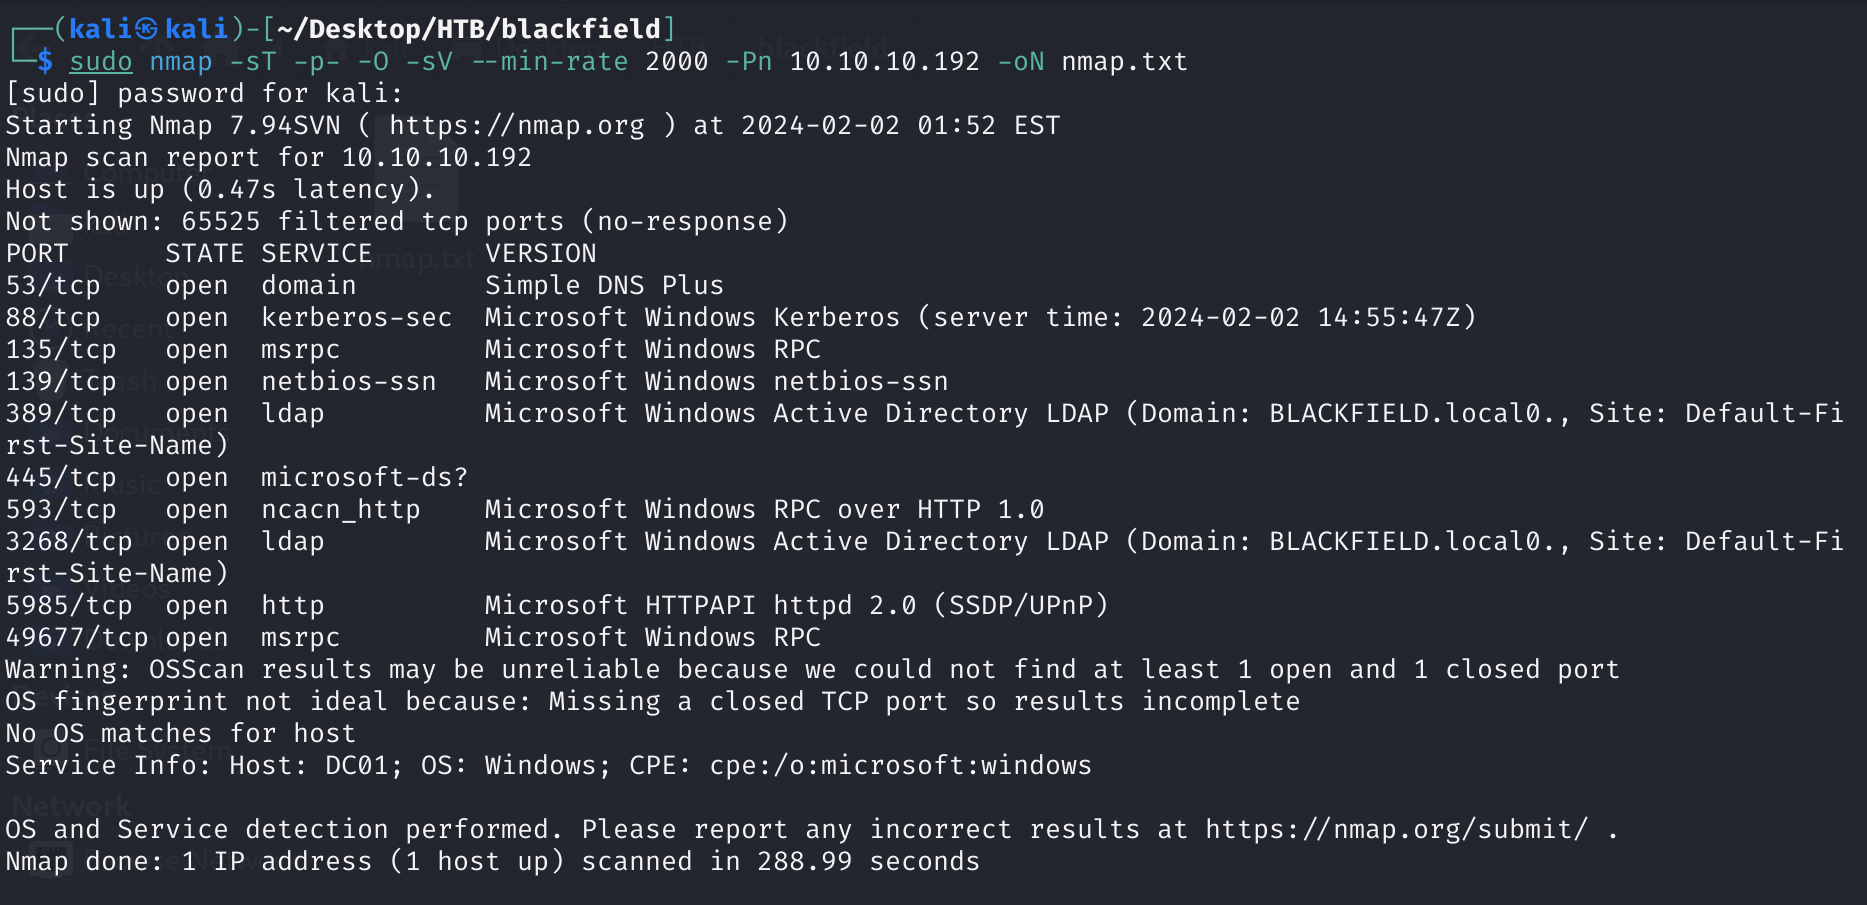 ┌──(kali㉿kali)-[~/Desktop/HTB/blackfield]
└─$ sudo nmap -sT -p- -O -sV --min-rate 2000 -Pn 10.10.10.192 -oN nmap.txt
[sudo] password for kali:
Starting Nmap 7.94SVN ( https://nmap.org ) at 2024-02-02 01:52 EST
Nmap scan report for 10.10.10.192
Host is up (0.47s latency).
Not shown: 65525 filtered tcp ports (no-response)
PORT      STATE SERVICE       VERSION
53/tcp    open  domain        Simple DNS Plus
88/tcp    open  kerberos-sec  Microsoft Windows Kerberos (server time: 2024-02-02 14:55:47Z)
135/tcp   open  msrpc         Microsoft Windows RPC
139/tcp   open  netbios-ssn   Microsoft Windows netbios-ssn
389/tcp   open  ldap          Microsoft Windows Active Directory LDAP (Domain: BLACKFIELD.local0., Site: Default-Fi
rst-Site-Name)
445/tcp   open  microsoft-ds?
593/tcp   open  ncacn_http    Microsoft Windows RPC over HTTP 1.0
3268/tcp  open  ldap          Microsoft Windows Active Directory LDAP (Domain: BLACKFIELD.local0., Site: Default-Fi
rst-Site-Name)
5985/tcp  open  http          Microsoft HTTPAPI httpd 2.0 (SSDP/UPnP)
49677/tcp open  msrpc         Microsoft Windows RPC
Warning: OSScan results may be unreliable because we could not find at least 1 open and 1 closed port
OS fingerprint not ideal because: Missing a closed TCP port so results incomplete
No OS matches for host
Service Info: Host: DC01; OS: Windows; CPE: cpe:/o:microsoft:windows
Network
OS and Service detection performed. Please report any incorrect results at https://nmap.org/submit/ .
Nmap done: 1 IP address (1 host up) scanned in 288.99 seconds